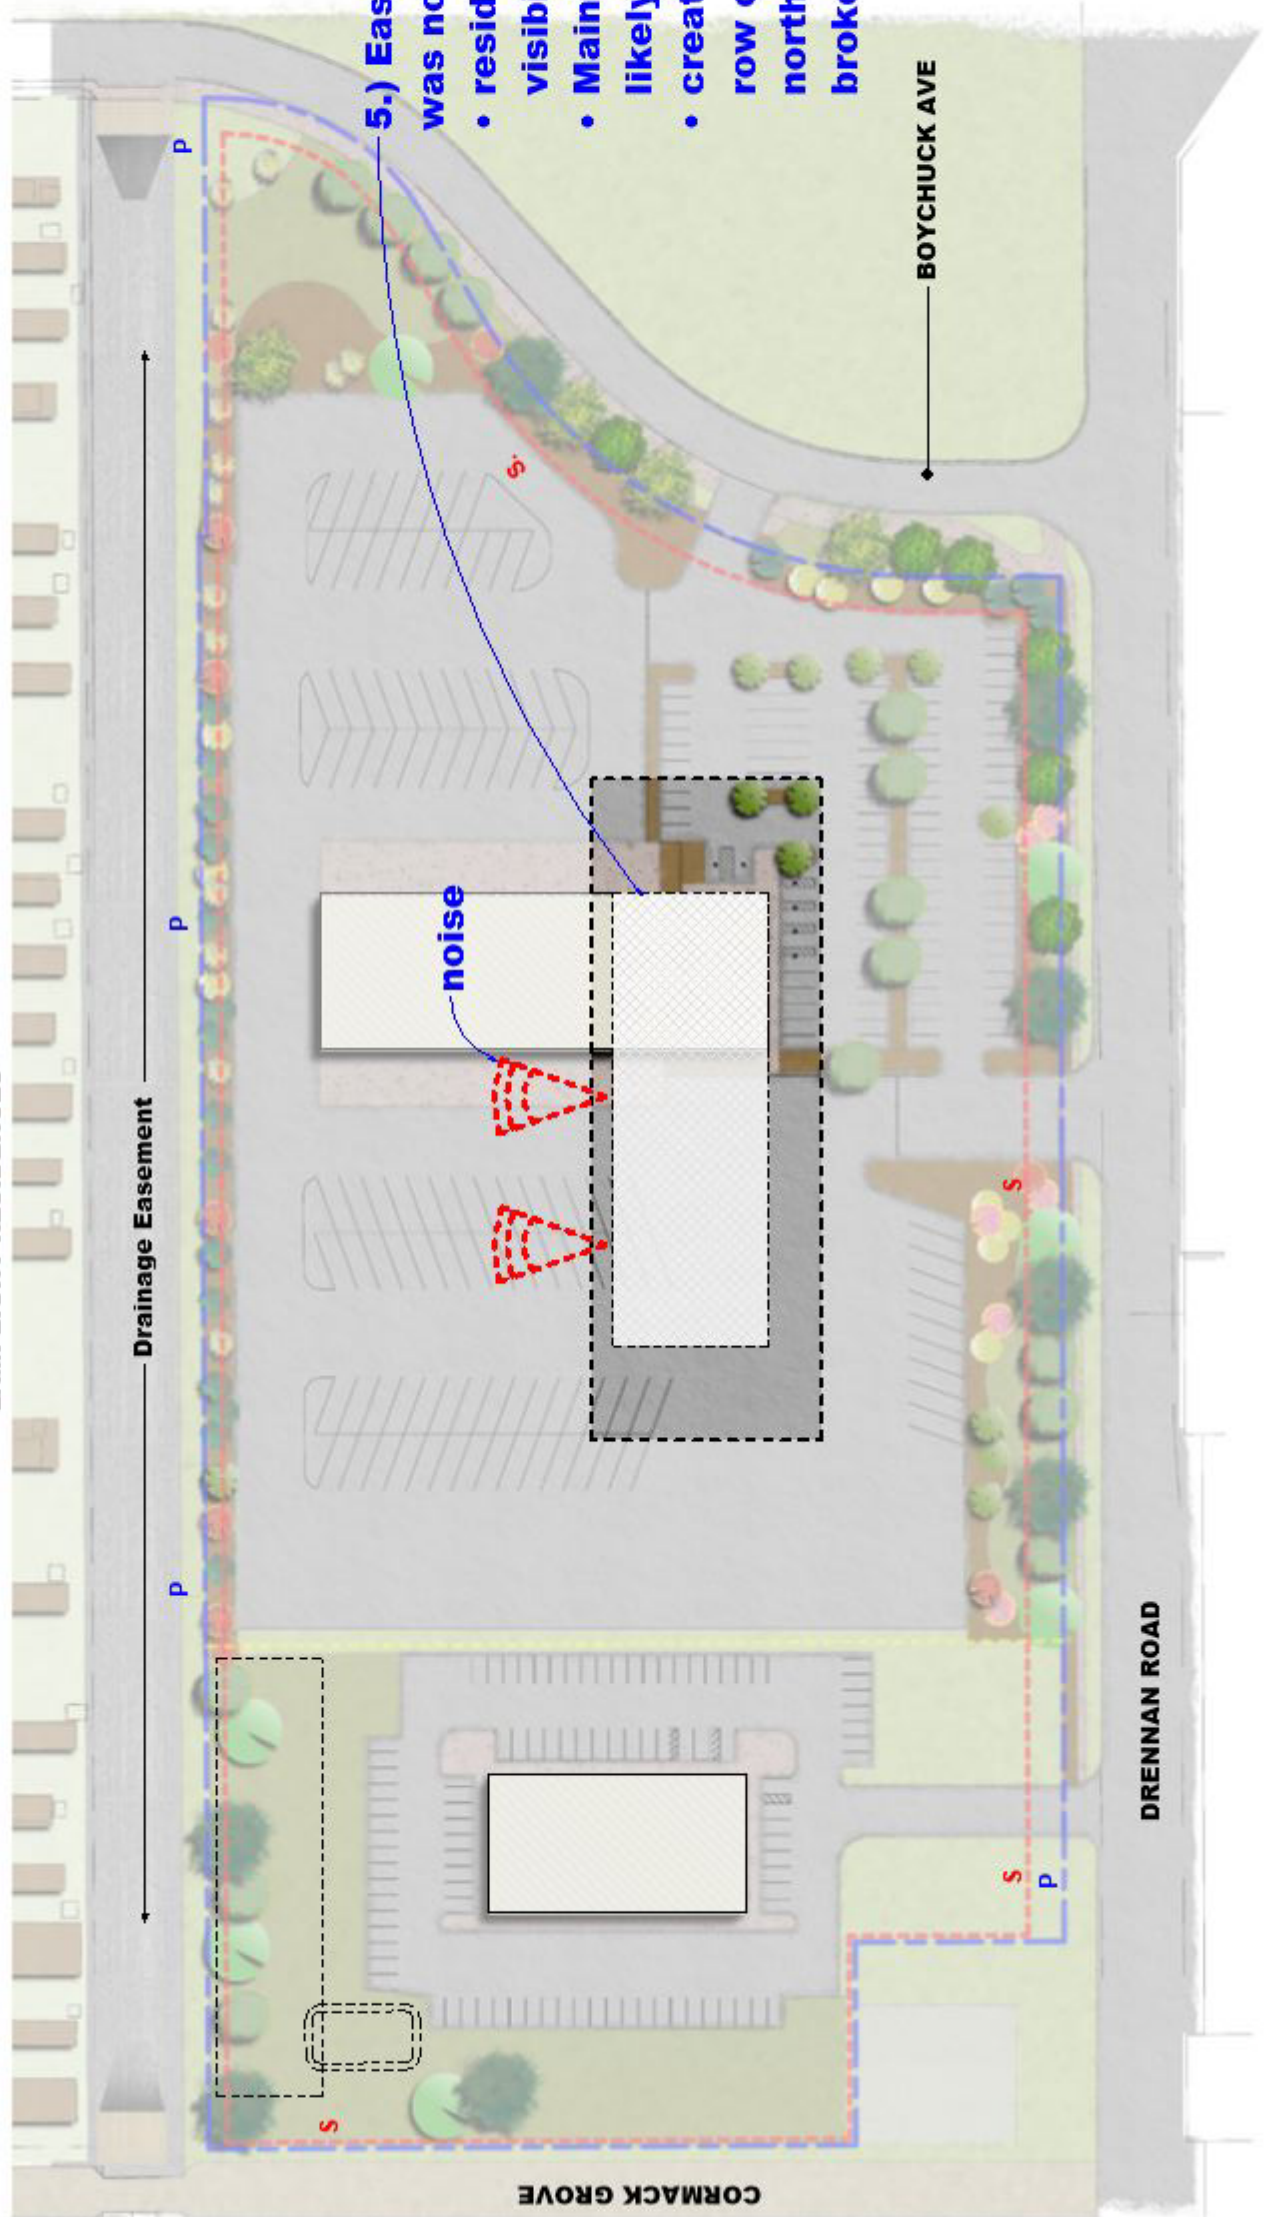 5.) Eas
was no
• resid
visib
• Main
likely
• creat
row
north
brok
BOYCHUCK AVE
P
Drainage Easement
S.
noise
P
P
S
S
P
S
DRENNAN ROAD
CORMACK GROVE